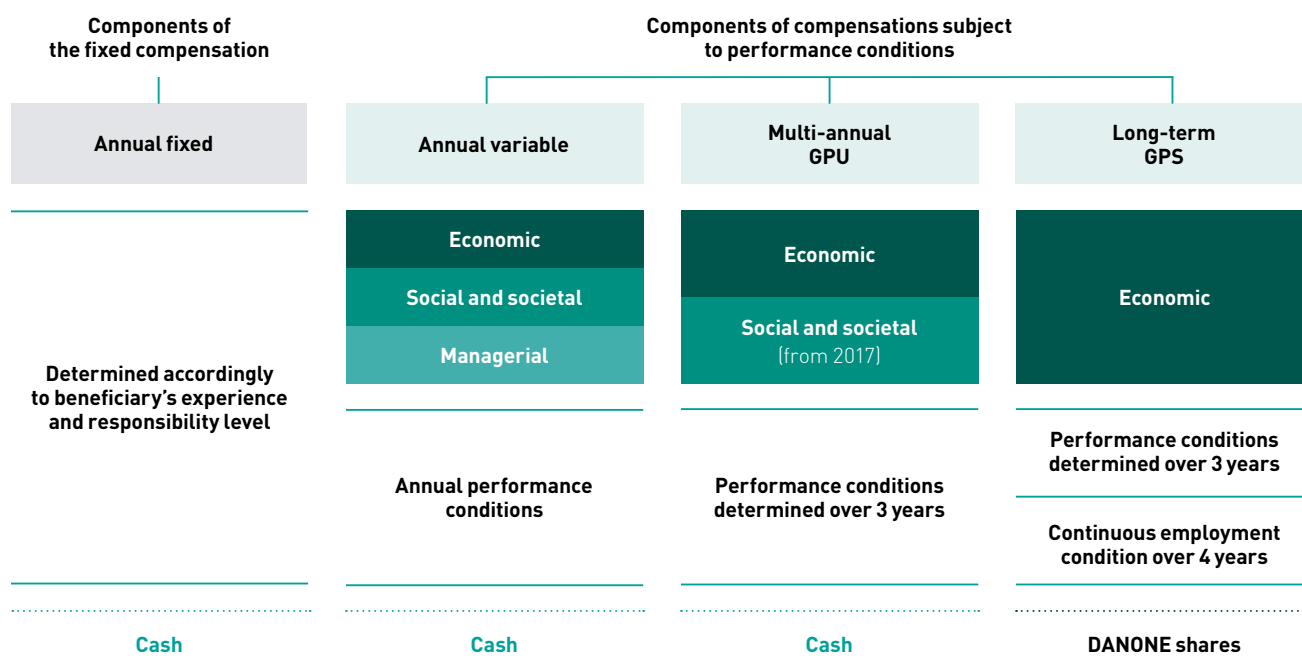 Components of
the fixed compensation
Components of compensations subject
to performance conditions
Annual fixed
Annual variable
Multi-annual
GPU
Long-term
GPS
Determined accordingly
to beneficiary's experience
and responsibility level
Economic
Social and societal
Managerial
Economic
Social and societal
(from 2017)
Economic
Annual performance
conditions
Performance conditions
determined over 3 years
Performance conditions
determined over 3 years
Continuous employment
condition over 4 years
Cash
Cash
Cash
DANONE shares